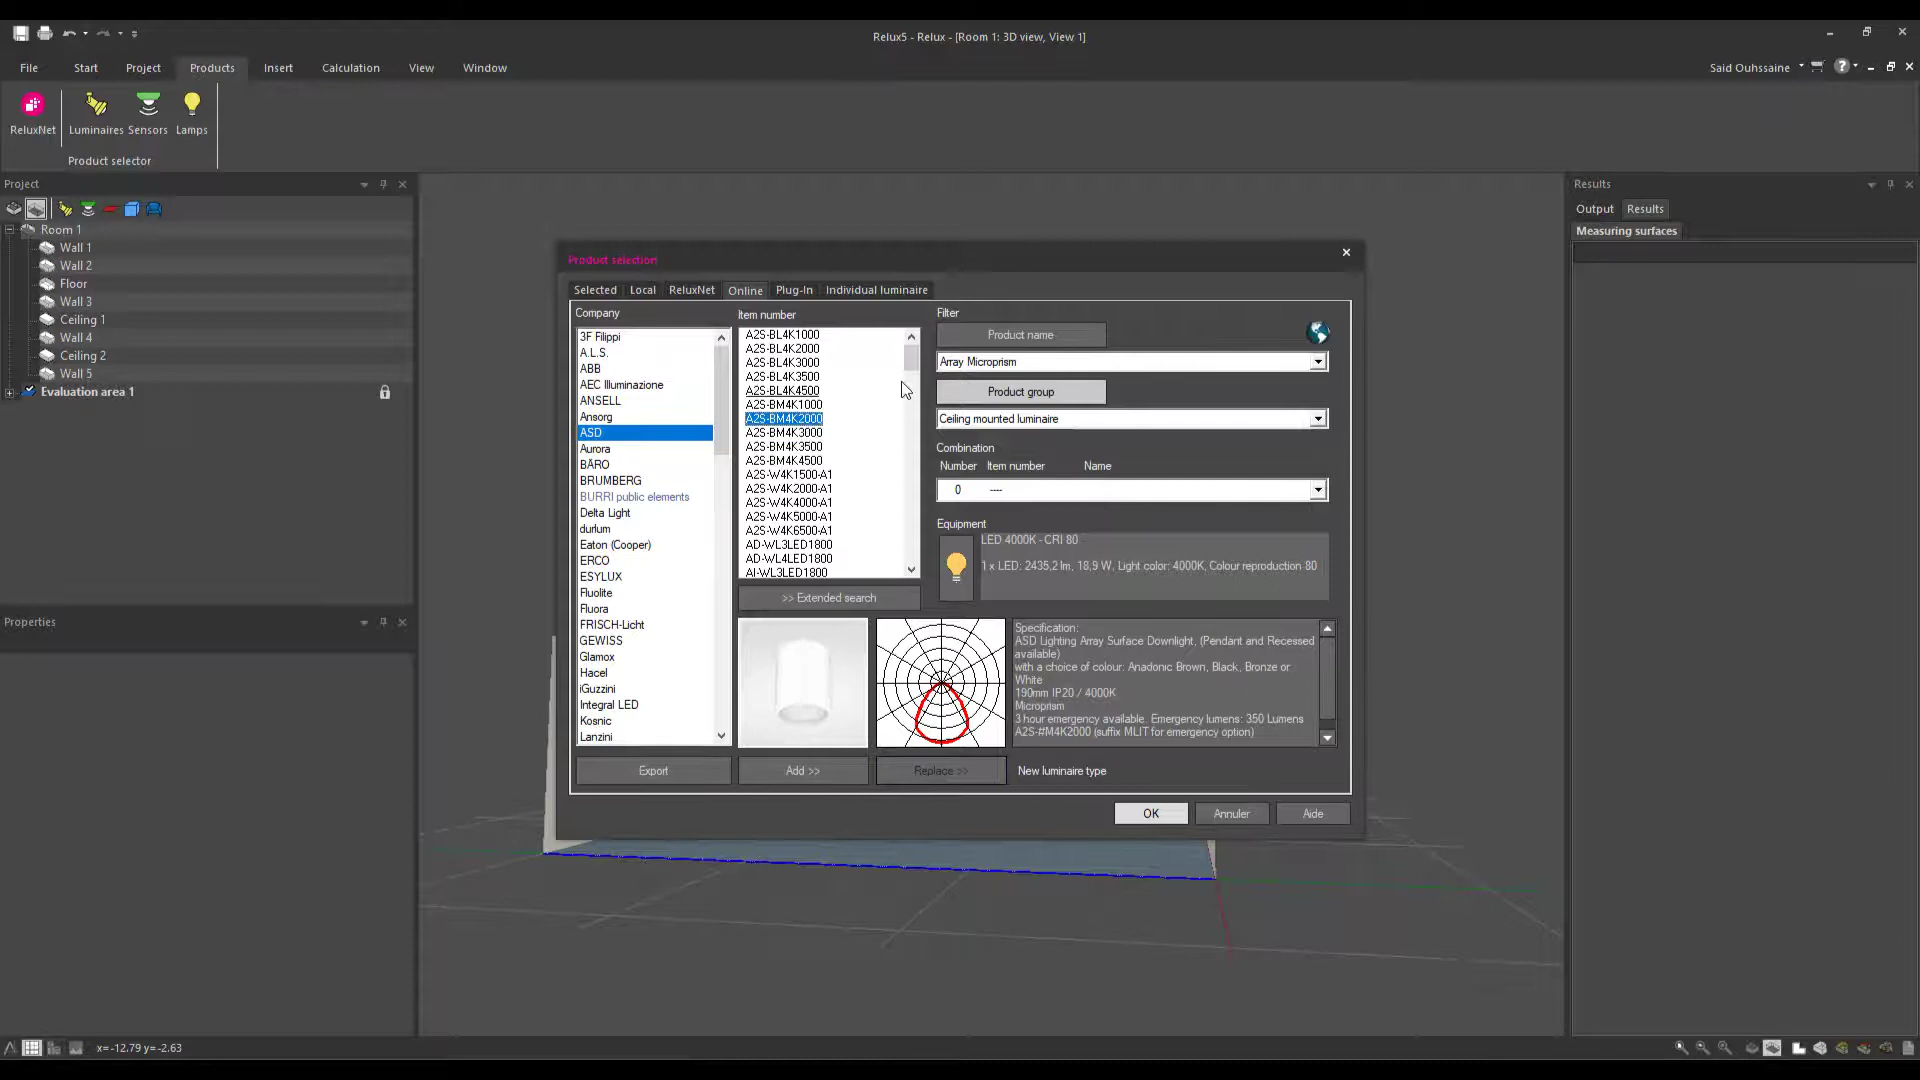 Relux5 - Relux - [Room 1: 3D view, View 1]
File Start Project Products Insert Calculation View Window
Said Ouhssaine
ReluxNet Luminaires Sensors Lamps
Product selector
Project
Room 1
Wall 1
Wall 2
Floor
Wall 3
Ceiling 1
Wall 4
Ceiling 2
Wall 5
Evaluation area 1
Properties
Results
Output Results
Measuring surfaces
Product selection
Selected Local ReluxNet Online Plug-In Individual luminaire
Company
3F Filippi
A.L.S.
ABB
AEC Illuminazione
ANSELL
Ansorg
ASD
Aurora
BÄRO
BRUMBERG
BURRI public elements
Delta Light
durlum
Eaton (Cooper)
ERCO
ESYLUX
Fluolite
Fluora
FRISCH-Licht
GEWISS
Glamox
Hacel
iGuzzini
Integral LED
Kosnic
Lanzini
Export
Item number
A2S-BL4K1000
A2S-BL4K2000
A2S-BL4K3000
A2S-BL4K3500
A2S-BL4K4500
A2S-BM4K1000
A2S-BM4K2000
A2S-BM4K3000
A2S-BM4K3500
A2S-BM4K4500
A2S-W4K1500-A1
A2S-W4K2000-A1
A2S-W4K4000-A1
A2S-W4K5000-A1
A2S-W4K6500-A1
AD-WL3LED1800
AD-WL4LED1800
AI-WL3LED1800
>> Extended search
Add >>
Replace >>
New luminaire type
Filter
Product name
Array Microprism
Product group
Ceiling mounted luminaire
Combination
Number Item number Name
0 ----
Equipment
LED 4000K - CRI 80
1 x LED: 2435,2 lm, 18,9 W, Light color: 4000K, Colour reproduction 80
Specification:
ASD Lighting Array Surface Downlight, (Pendant and Recessed
available)
with a choice of colour: Anadonic Brown, Black, Bronze or
White
190mm IP20 / 4000K
Microprism
3 hour emergency available. Emergency lumens: 350 Lumens
A2S-#M4K2000 (suffix MLIT for emergency option)
OK Annuler Aide
x=-12.79 y=-2.63